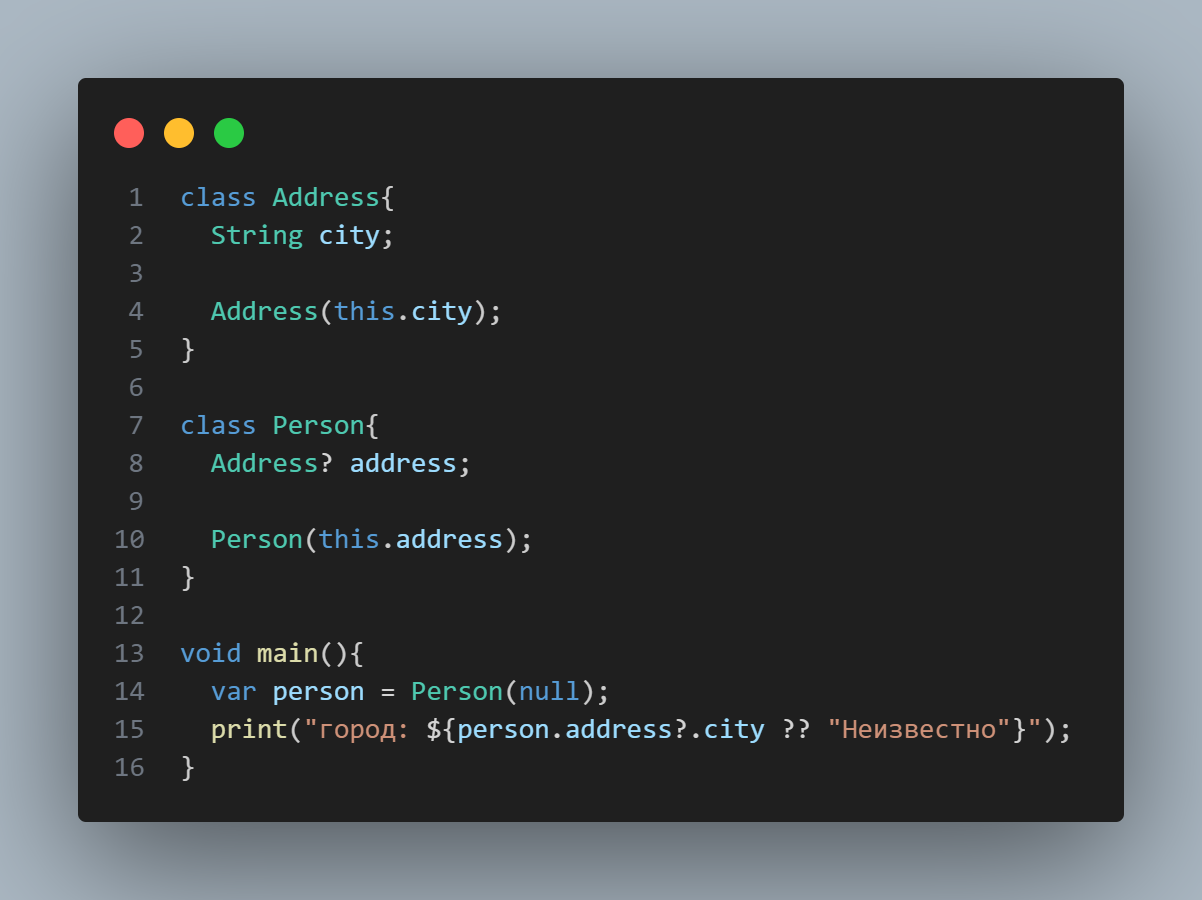 1 class Address{
2   String city;
3
4   Address(this.city);
5 }
6
7 class Person{
8   Address? address;
9
10   Person(this.address);
11 }
12
13 void main(){
14   var person = Person(null);
15   print("город: ${person.address?.city ?? "Неизвестно"}");
16 }